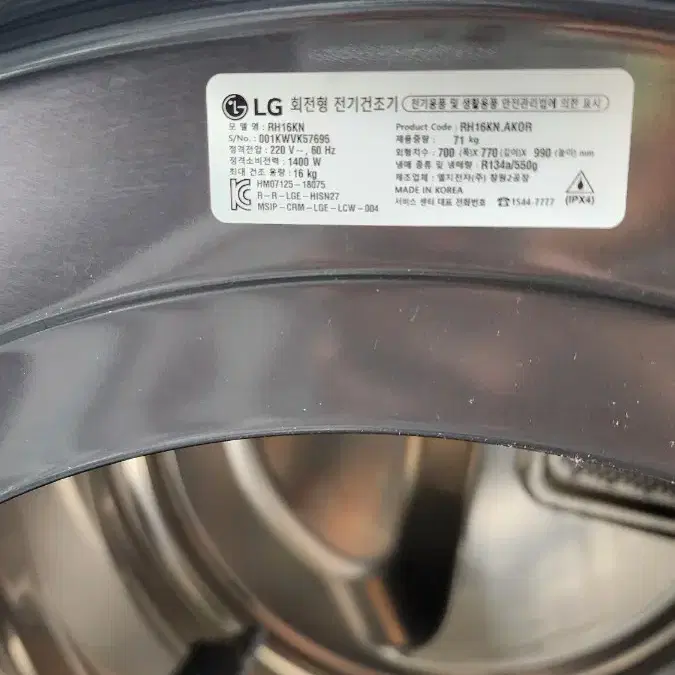 LG 회전형 전기건조기 (전기용품 및 생활용품 안전관리법에 의한 표시)
모 델 명 : RH16KN
S/No. : 001KWVK57695
정격전압 : 220 V ~, 60 Hz
정격소비전력 : 1400 W
최대 건조 용량 : 16 kg
HM07125-18075
R-R-LGE-HISN27
MSIP-CRM-LGE-LCW-004
Product Code : RH16KN.AKOR
제품중량 : 71 kg
외형치수 : 700 (폭)X 770 (깊이)X 990 (높이) mm
냉매 종류 및 냉매량 : R134a/550g
제조업체 : 엘지전자(주) 창원2공장
MADE IN KOREA
서비스 센터 대표 전화번호 ☎1544-7777
(IPX4)